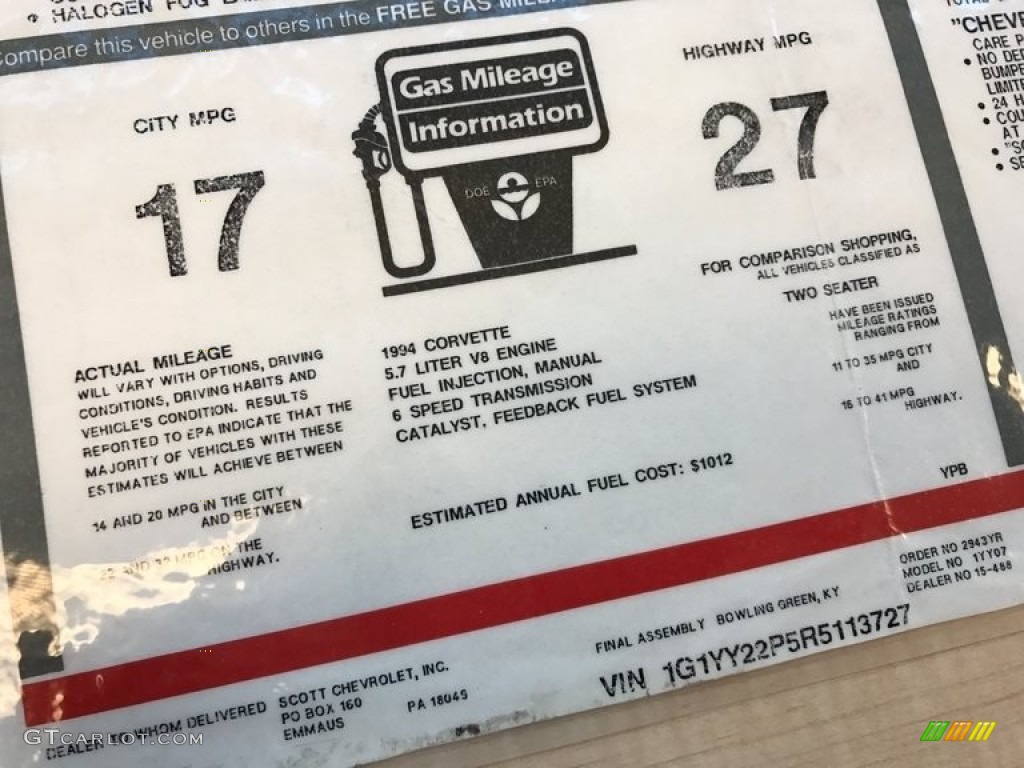 • HALOGEN FOG
Compare this vehicle to others in the FREE GAS
CITY MPG
17
Gas Mileage
Information
DOE EPA
HIGHWAY MPG
27
FOR COMPARISON SHOPPING,
ALL VEHICLES CLASSIFIED AS
TWO SEATER
HAVE BEEN ISSUED
MILEAGE RATINGS
RANGING FROM
11 TO 35 MPG CITY
AND
16 TO 41 MPG
HIGHWAY.
ACTUAL MILEAGE
WILL VARY WITH OPTIONS, DRIVING
CONDITIONS, DRIVING HABITS AND
VEHICLE'S CONDITION. RESULTS
REPORTED TO EPA INDICATE THAT THE
MAJORITY OF VEHICLES WITH THESE
ESTIMATES WILL ACHIEVE BETWEEN
14 AND 20 MPG IN THE CITY
AND BETWEEN
AND MPG ON THE
HIGHWAY.
1994 CORVETTE
5.7 LITER V8 ENGINE
FUEL INJECTION, MANUAL
6 SPEED TRANSMISSION
CATALYST, FEEDBACK FUEL SYSTEM
ESTIMATED ANNUAL FUEL COST: $1012
YPB
CARE
• NO
• 24
AT
DEALER TO WHOM DELIVERED
SCOTT CHEVROLET, INC.
PO BOX 160
EMMAUS PA 18049
FINAL ASSEMBLY BOWLING GREEN, KY
VIN 1G1YY22P5R5113727
ORDER NO 2943YR
MODEL NO 1YY07
DEALER NO 15-488
GTCarLot.com